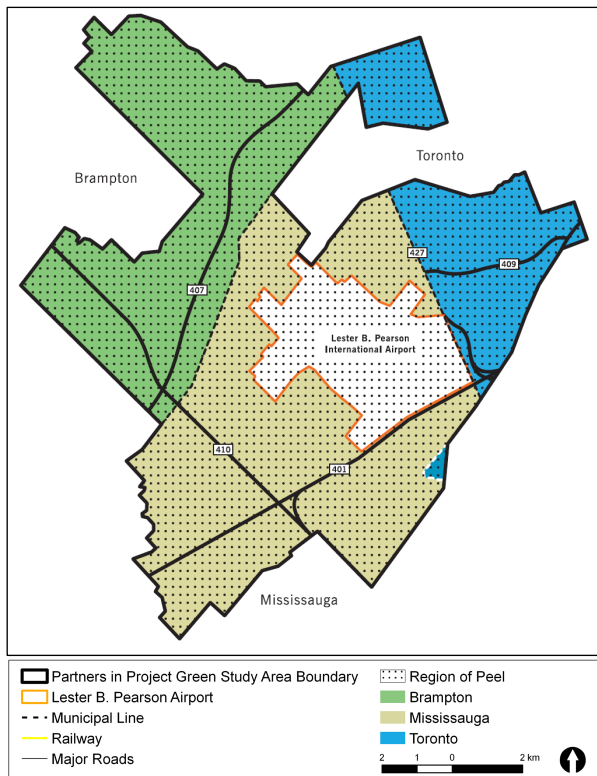 Toronto
Brampton
427
409
407
Lester B. Pearson
International Airport
410
401
Mississauga
Partners in Project Green Study Area Boundary
Lester B. Pearson Airport
Municipal Line
Railway
Major Roads
Region of Peel
Brampton
Mississauga
Toronto
2 1 0 2 km